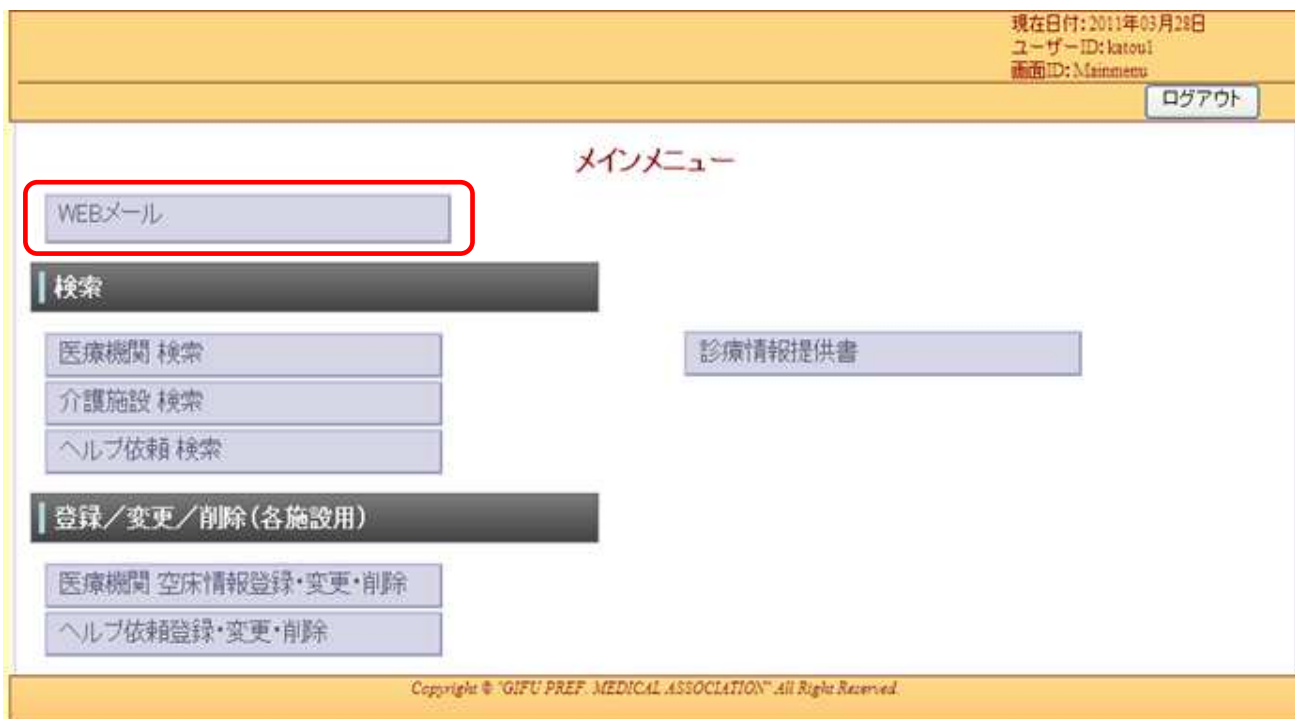 現在日付:2011年03月28日
ユーザーID:katou1
画面ID:Mainmenu
ログアウト
メインメニュー
WEBメール
検索
医療機関 検索
診療情報提供書
介護施設 検索
ヘルプ依頼 検索
登録／変更／削除(各施設用)
医療機関 空床情報登録・変更・削除
ヘルプ依頼登録・変更・削除
Copyright © "GIFU PREF. MEDICAL ASSOCIATION" All Right Reserved.